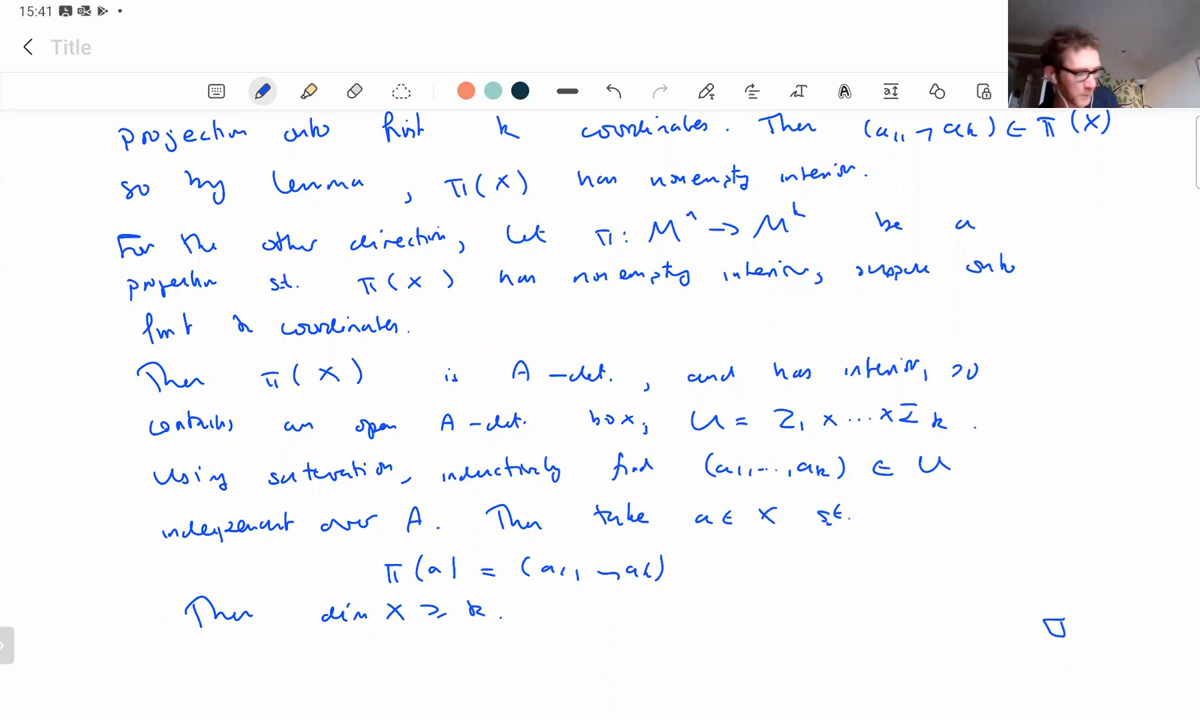 15:41
Title
projection onto first k coordinates. Then (a₁, ¬ aₖ) ∈ π(X)
so by lemma, π(X) has nonempty interior.
For the other direction, let π: Mⁿ → Mᵏ be a
projection s.t. π(X) has nonempty interior, suppose onto
first k coordinates.
Then π(X) is A-def., and has interior, so
contains an open A-def. box, U = I₁ × ... × Iₖ.
Using saturation, inductively find (a₁, ..., aₖ) ∈ U
independent over A. Then take a ∈ X s.t.
π(a) = (a₁, ¬ aₖ)
Then dim X ⩾ k.